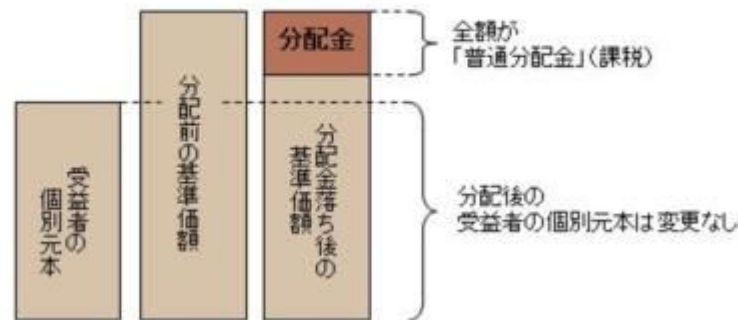 受益者の
個別元本
分配前の基準価額
分配金
分配金落ち後の
基準価額
全額が
「普通分配金」(課税)
分配後の
受益者の個別元本は変更なし